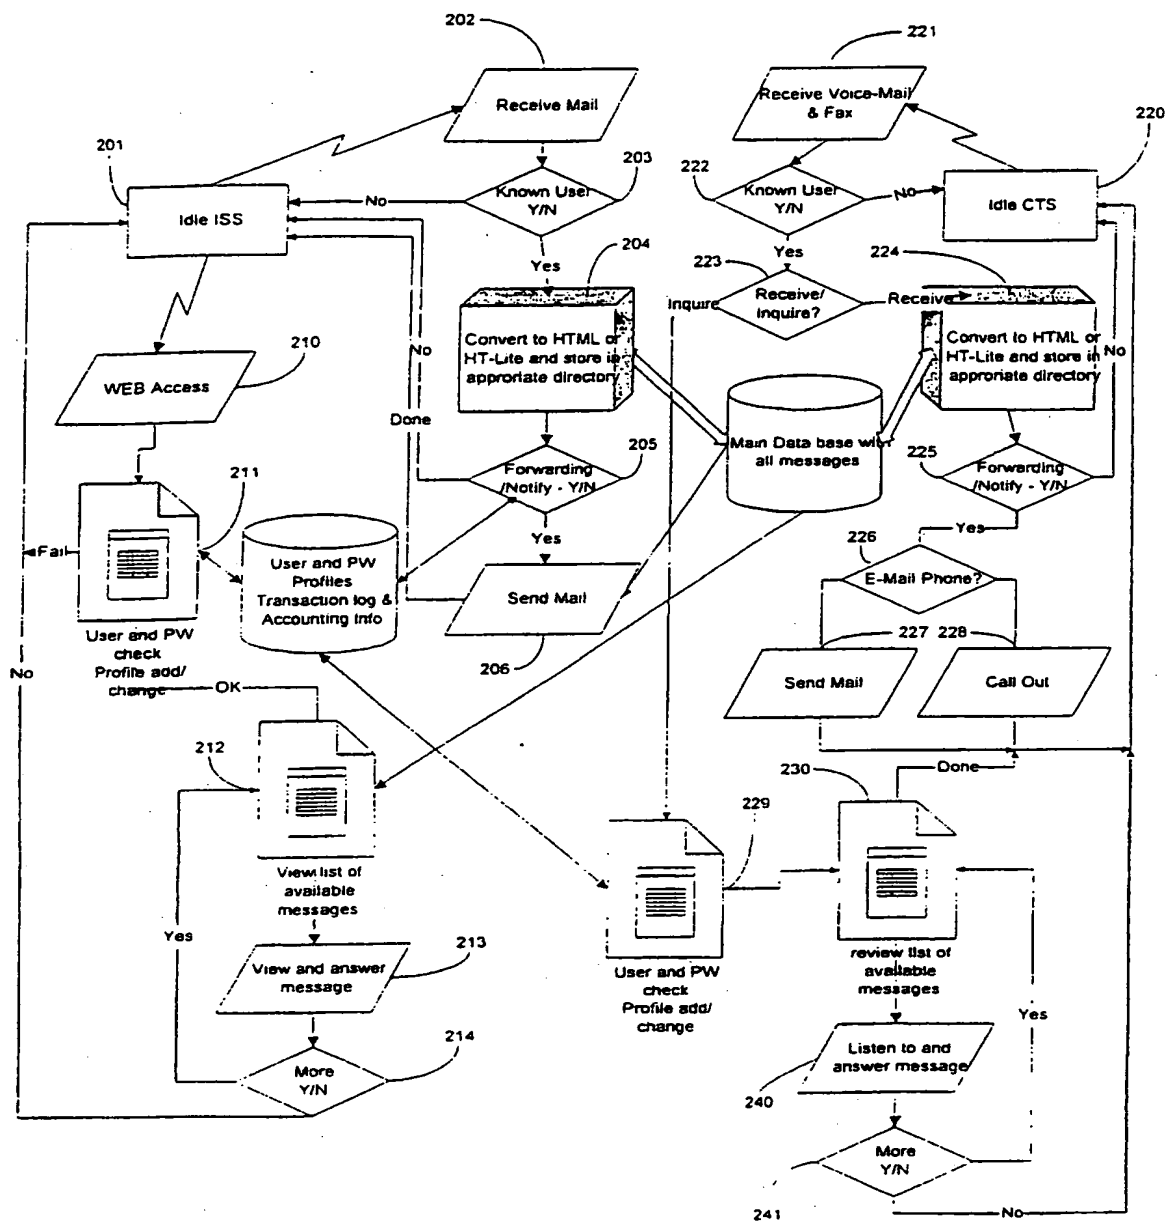 202
221
Receive Mail
Receive Voice-Mail
& Fax
220
201
203
222
Known User
Y/N
Known User
Y/N
No
No
Idle ISS
Idle CTS
Yes
204
Yes
223
224
Inquire
Receive/
Inquire?
Receive
Convert to HTML or
HT-Lite and store in
approriate directory
Convert to HTML or
HT-Lite and store in
approriate directory
No
No
210
WEB Access
Done
Main Data base with
all messages
205
225
Forwarding
/Notify - Y/N
Forwarding
/Notify - Y/N
211
Yes
Yes
Fail
User and PW
Profiles
Transaction log &
Accounting Info
226
E-Mail Phone?
Send Mail
206
227
228
User and PW
check
Profile add/
change
No
OK
Send Mail
Call Out
212
230
Done
229
View list of
available
messages
Yes
213
View and answer
message
User and PW
check
Profile add/
change
review list of
available
messages
Yes
214
More
Y/N
Listen to and
answer message
240
More
Y/N
241
No